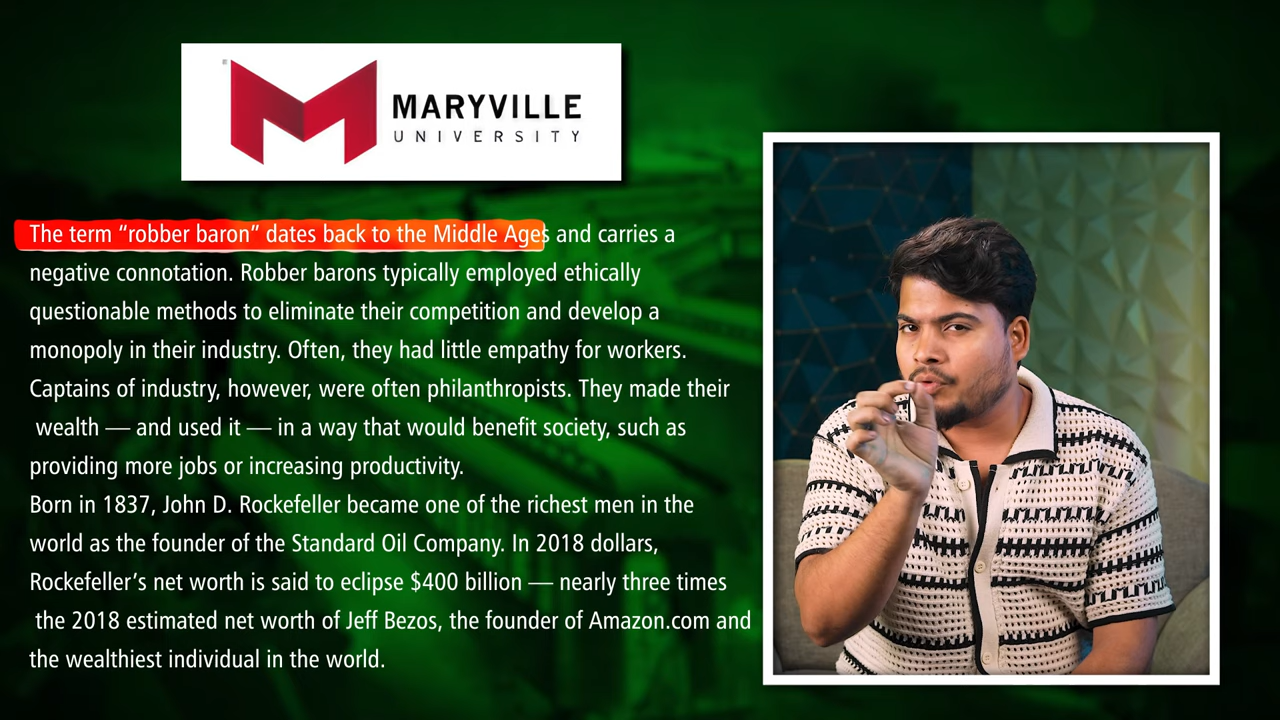 MARYVILLE
UNIVERSITY
The term “robber baron” dates back to the Middle Ages and carries a
negative connotation. Robber barons typically employed ethically
questionable methods to eliminate their competition and develop a
monopoly in their industry. Often, they had little empathy for workers.
Captains of industry, however, were often philanthropists. They made their
wealth — and used it — in a way that would benefit society, such as
providing more jobs or increasing productivity.
Born in 1837, John D. Rockefeller became one of the richest men in the
world as the founder of the Standard Oil Company. In 2018 dollars,
Rockefeller’s net worth is said to eclipse $400 billion — nearly three times
the 2018 estimated net worth of Jeff Bezos, the founder of Amazon.com and
the wealthiest individual in the world.